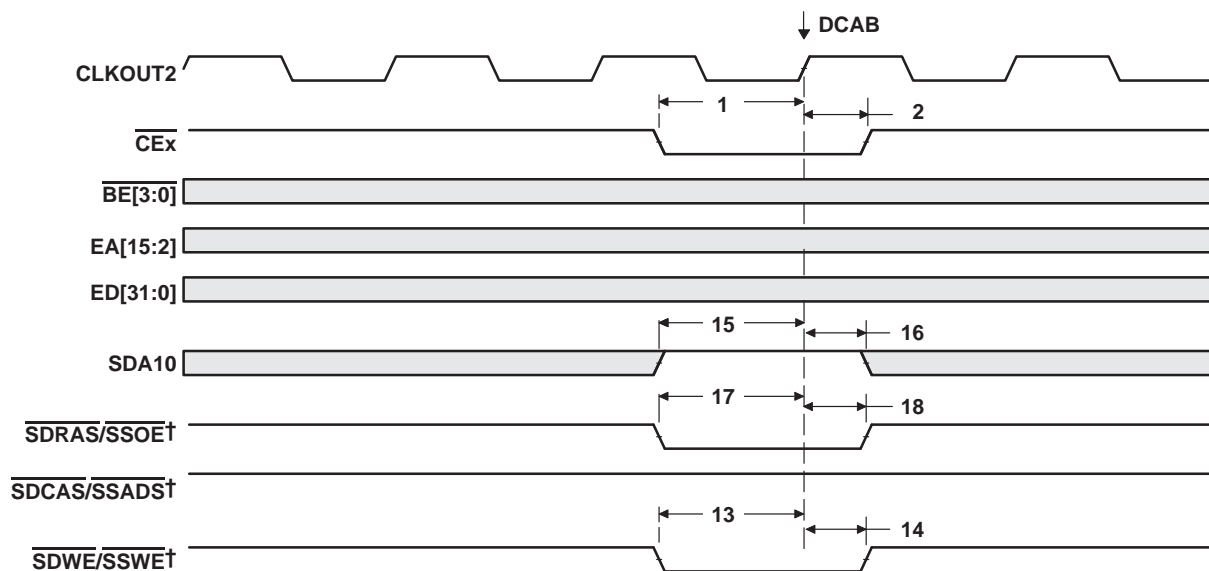 DCAB
CLKOUT2
1
2
CEx
BE[3:0]
EA[15:2]
ED[31:0]
15
16
SDA10
17
18
SDRAS/SSOE†
SDCAS/SSADS†
13
14
SDWE/SSWE†